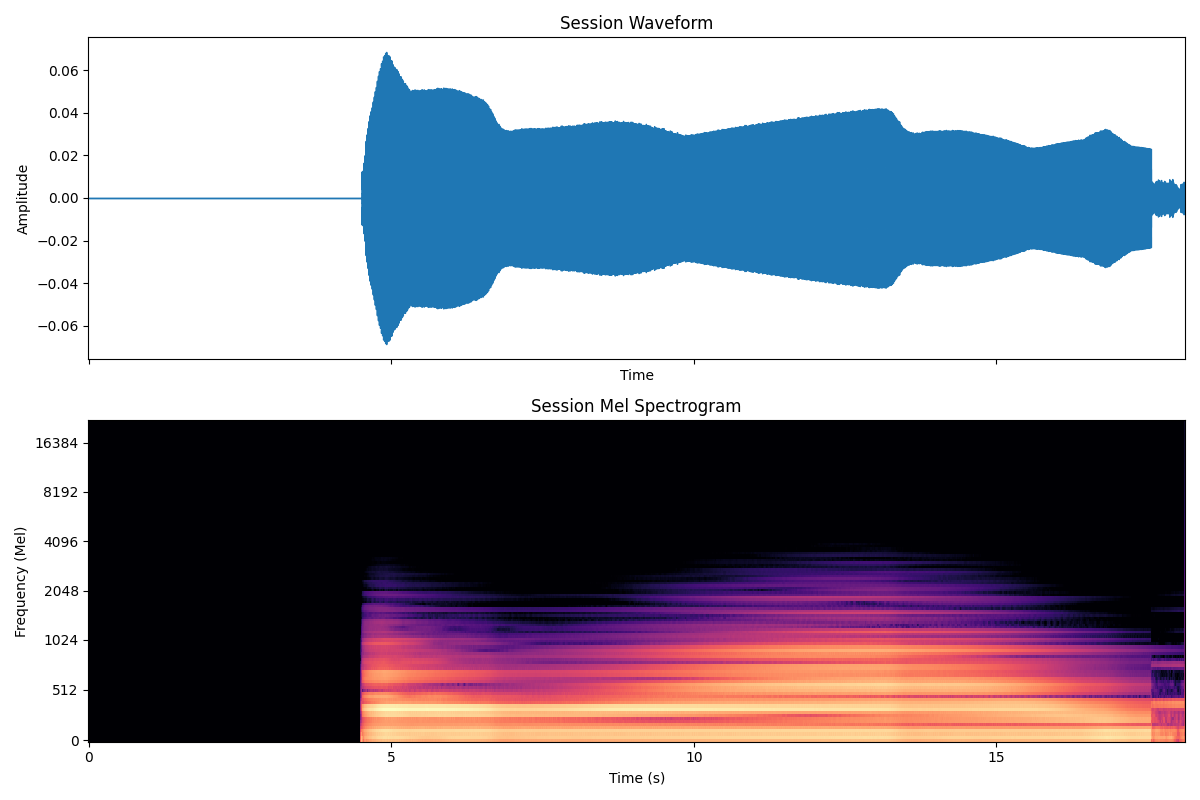 Session Waveform
0.06
0.04
0.02
0.00
−0.02
−0.04
−0.06
Amplitude
Time
Session Mel Spectrogram
16384
8192
4096
2048
1024
512
0
Frequency (Mel)
0 5 10 15
Time (s)